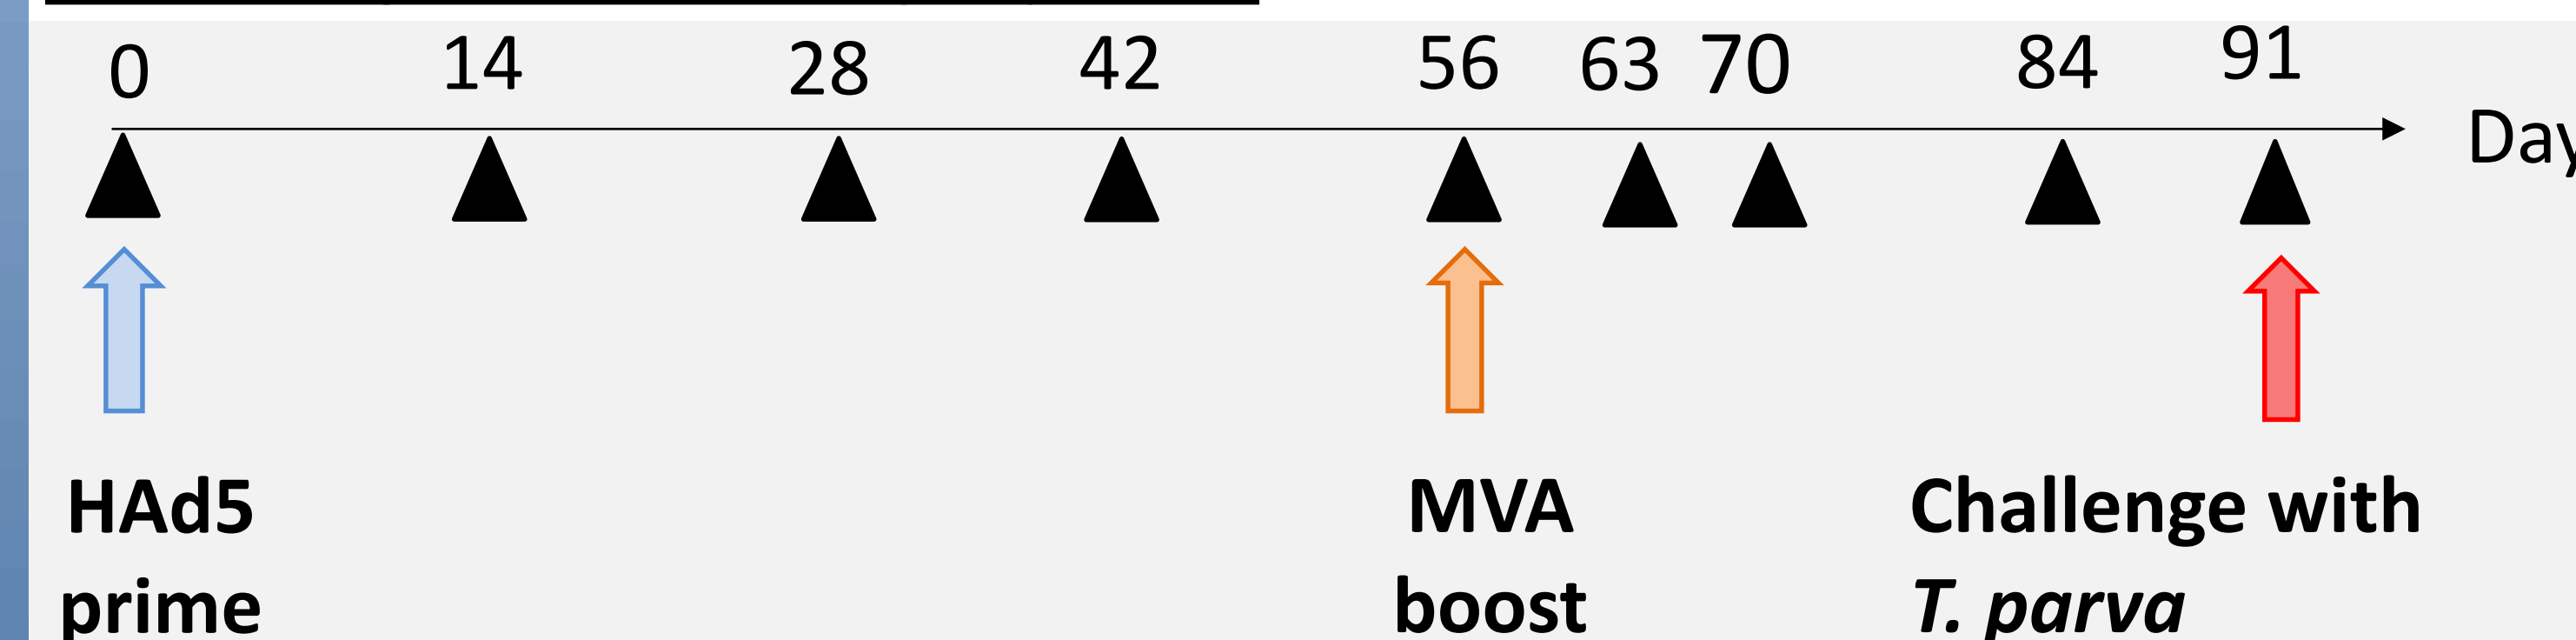 0 14 28 42 56 63 70 84 91
Day
HAd5 MVA Challenge with
prime boost T. parva